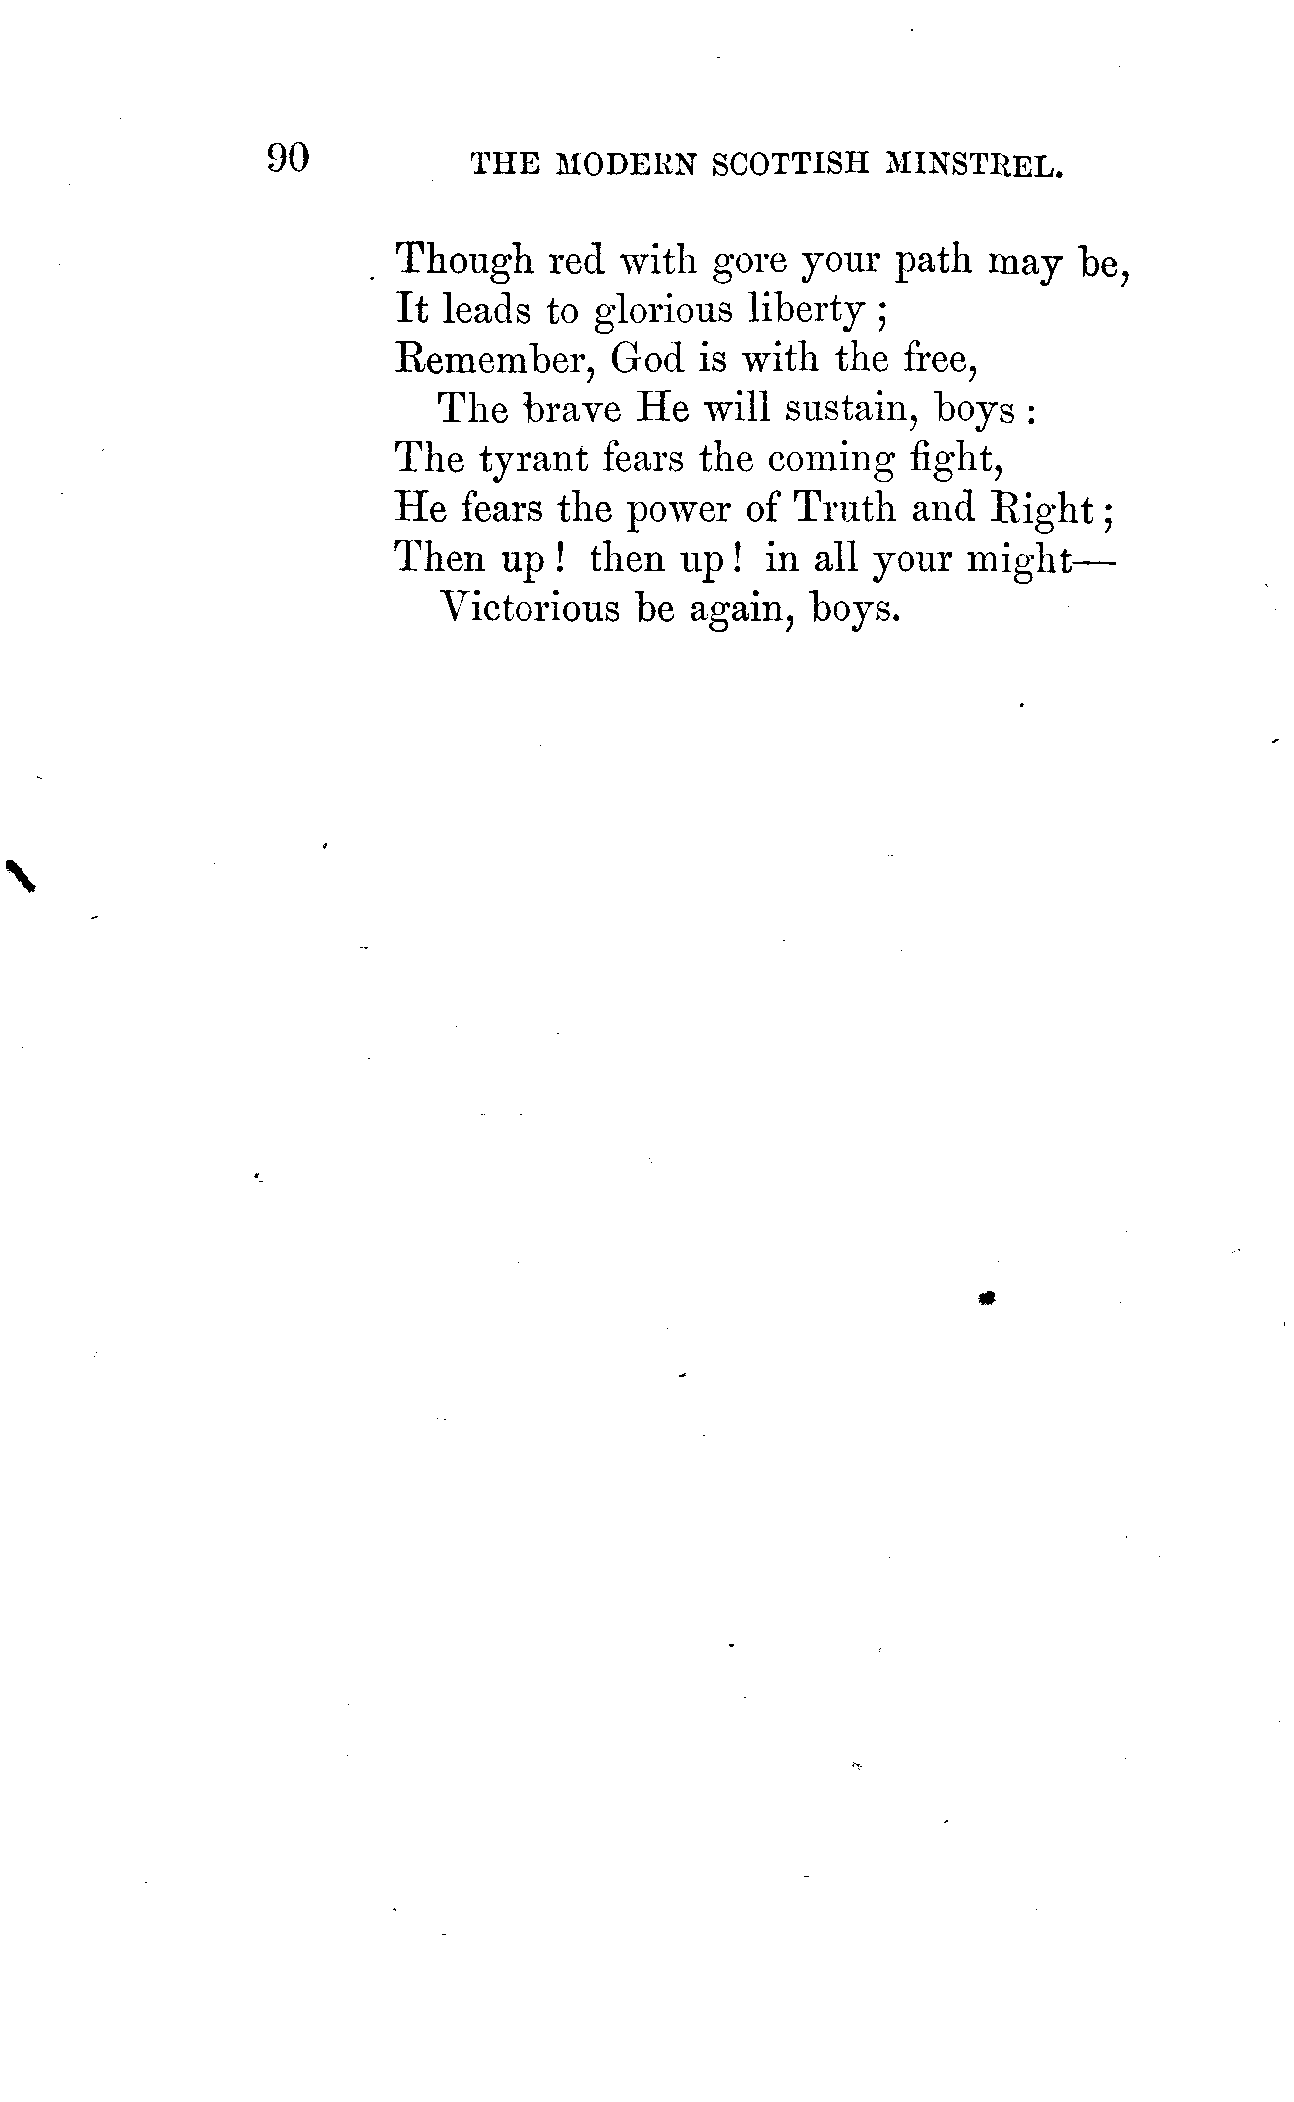 90 THE MODERN SCOTTISH MINSTREL.
Though red with gore your path may be,
It leads to glorious liberty ;
Remember, God is with the free,
The brave He will sustain, boys :
The tyrant fears the coming fight,
He fears the power of Truth and Right ;
Then up ! then up ! in all your might—
Victorious be again, boys.